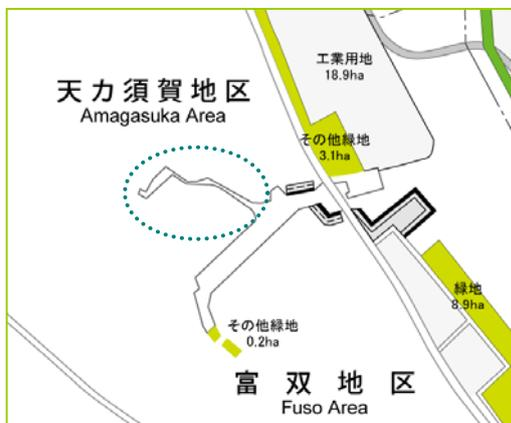 工業用地
18.9ha
天力須賀地区
Amagasuka Area
その他緑地
3.1ha
緑地
8.9ha
その他緑地
0.2ha
富双地区
Fuso Area